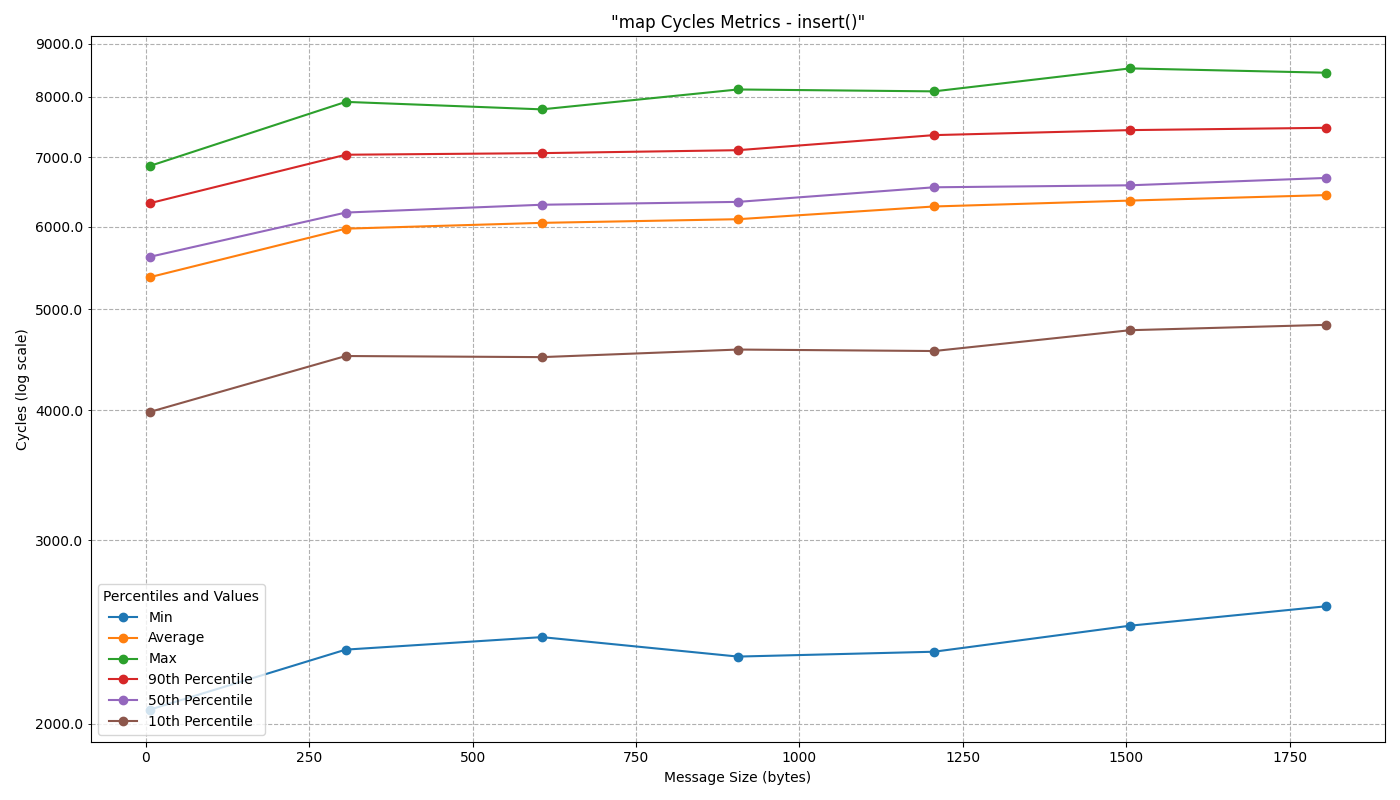 "map Cycles Metrics - insert()"
Cycles (log scale)
9000.0
8000.0
7000.0
6000.0
5000.0
4000.0
3000.0
2000.0
Percentiles and Values
Min
Average
Max
90th Percentile
50th Percentile
10th Percentile
0 250 500 750 1000 1250 1500 1750
Message Size (bytes)